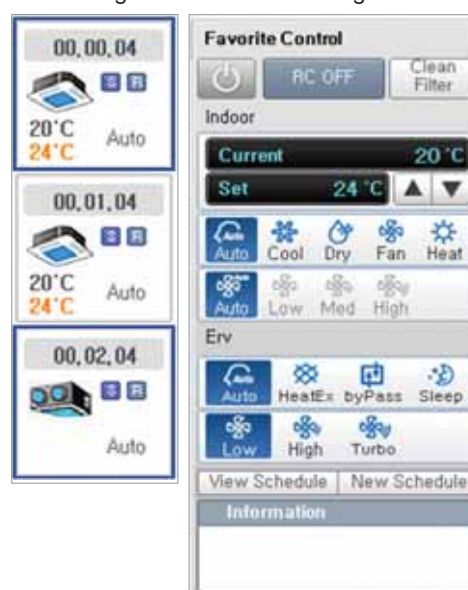 00,00,04
S R
20°C
24°C
Auto
00,01,04
S R
20°C
24°C
Auto
00,02,04
S R
Auto
Favorite Control
RC OFF
Clean
Filter
Indoor
Current 20 °C
Set 24 °C
Auto Cool Dry Fan Heat
Auto Low Med High
Erv
Auto HeatEx byPass Sleep
Low High Turbo
View Schedule New Schedule
Information